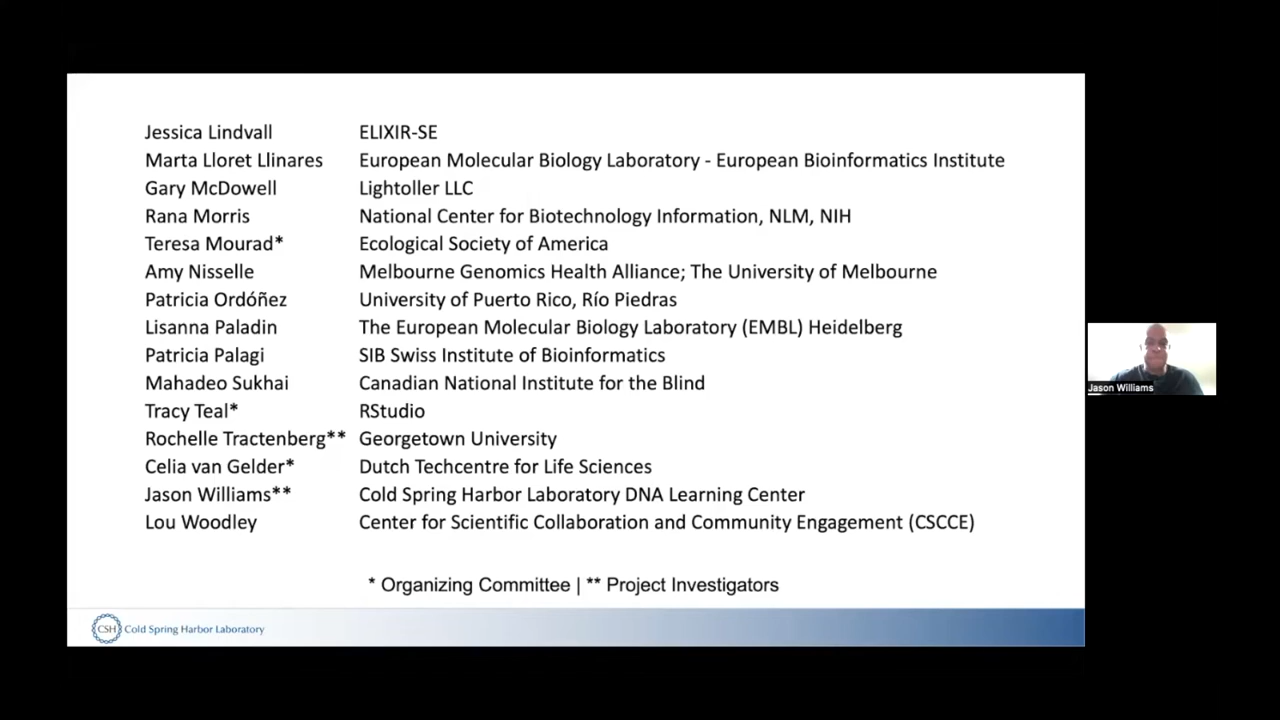 Jessica Lindvall ELIXIR-SE
Marta Lloret Llinares European Molecular Biology Laboratory - European Bioinformatics Institute
Gary McDowell Lightoller LLC
Rana Morris National Center for Biotechnology Information, NLM, NIH
Teresa Mourad* Ecological Society of America
Amy Nisselle Melbourne Genomics Health Alliance; The University of Melbourne
Patricia Ordóñez University of Puerto Rico, Río Piedras
Lisanna Paladin The European Molecular Biology Laboratory (EMBL) Heidelberg
Patricia Palagi SIB Swiss Institute of Bioinformatics
Mahadeo Sukhai Canadian National Institute for the Blind
Tracy Teal* RStudio
Rochelle Tractenberg** Georgetown University
Celia van Gelder* Dutch Techcentre for Life Sciences
Jason Williams** Cold Spring Harbor Laboratory DNA Learning Center
Lou Woodley Center for Scientific Collaboration and Community Engagement (CSCCE)
* Organizing Committee | ** Project Investigators
CSH Cold Spring Harbor Laboratory
Jason Williams